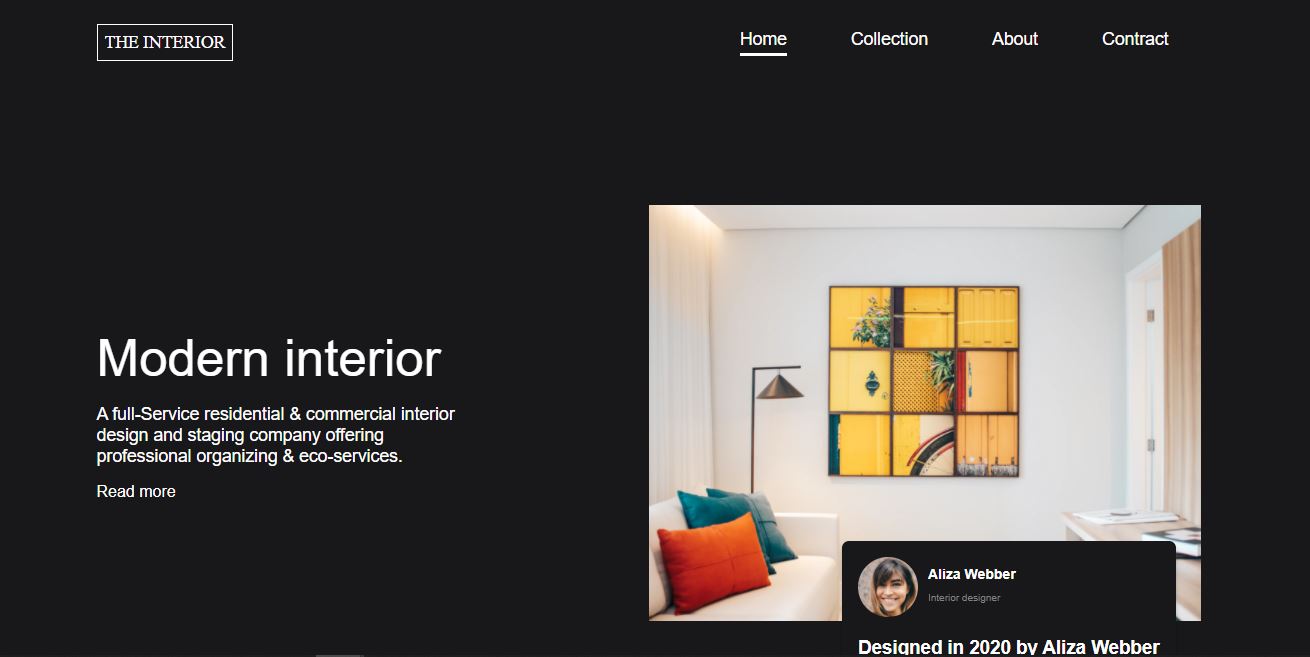 THE INTERIOR
Home
Collection
About
Contract
Modern interior
A full-Service residential & commercial interior
design and staging company offering
professional organizing & eco-services.
Read more
Aliza Webber
Interior designer
Designed in 2020 by Aliza Webber